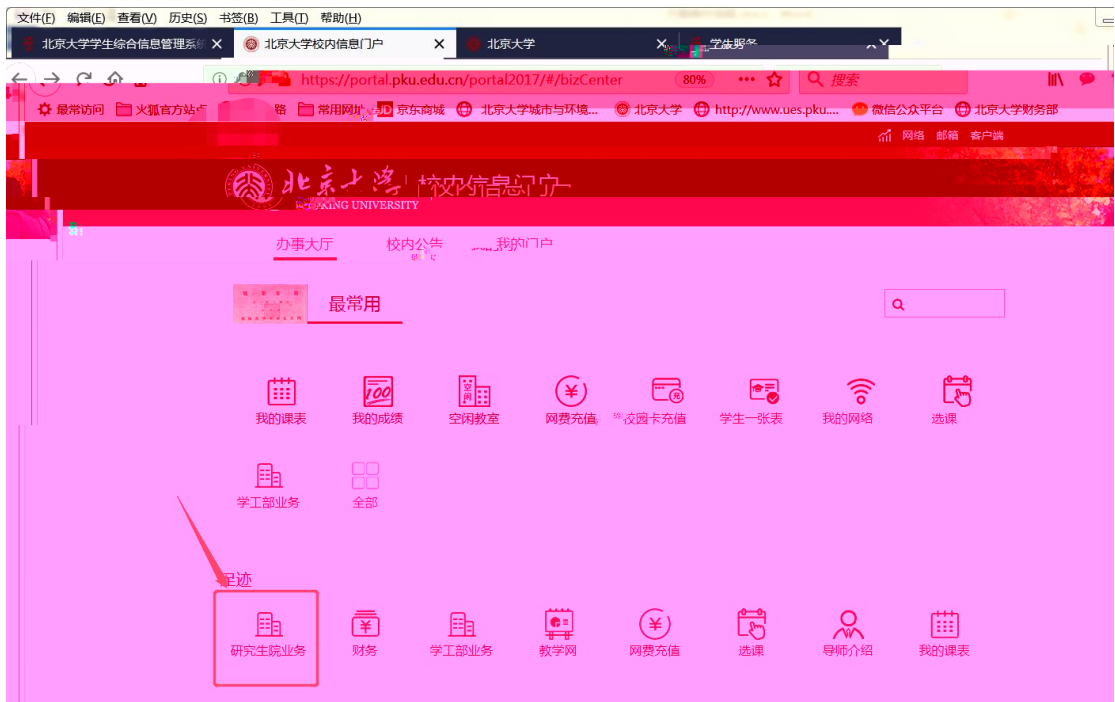 文件(F) 编辑(E) 查看(V) 历史(S) 书签(B) 工具(T) 帮助(H)
北京大学学生综合信息管理系统 北京大学校内信息门户 北京大学
https://portal.pku.edu.cn/portal2017/#/bizCenter 80% 搜索
最常访问 火狐官方站点 常用网址 京东商城 北京大学城市与环境... 北京大学 http://www.ues.pku.... 微信公众平台 北京大学财务部
网络 邮箱 客户端
北京大学 校内信息门户
UNIVERSITY
办事大厅 校内公告 我的门户
最常用
我的课表 我的成绩 空闲教室 网费充值 校园卡充值 学生一张表 我的网络 选课
学工部业务 全部
足迹
研究生院业务 财务 学工部业务 教学网 网费充值 选课 导师介绍 我的课表